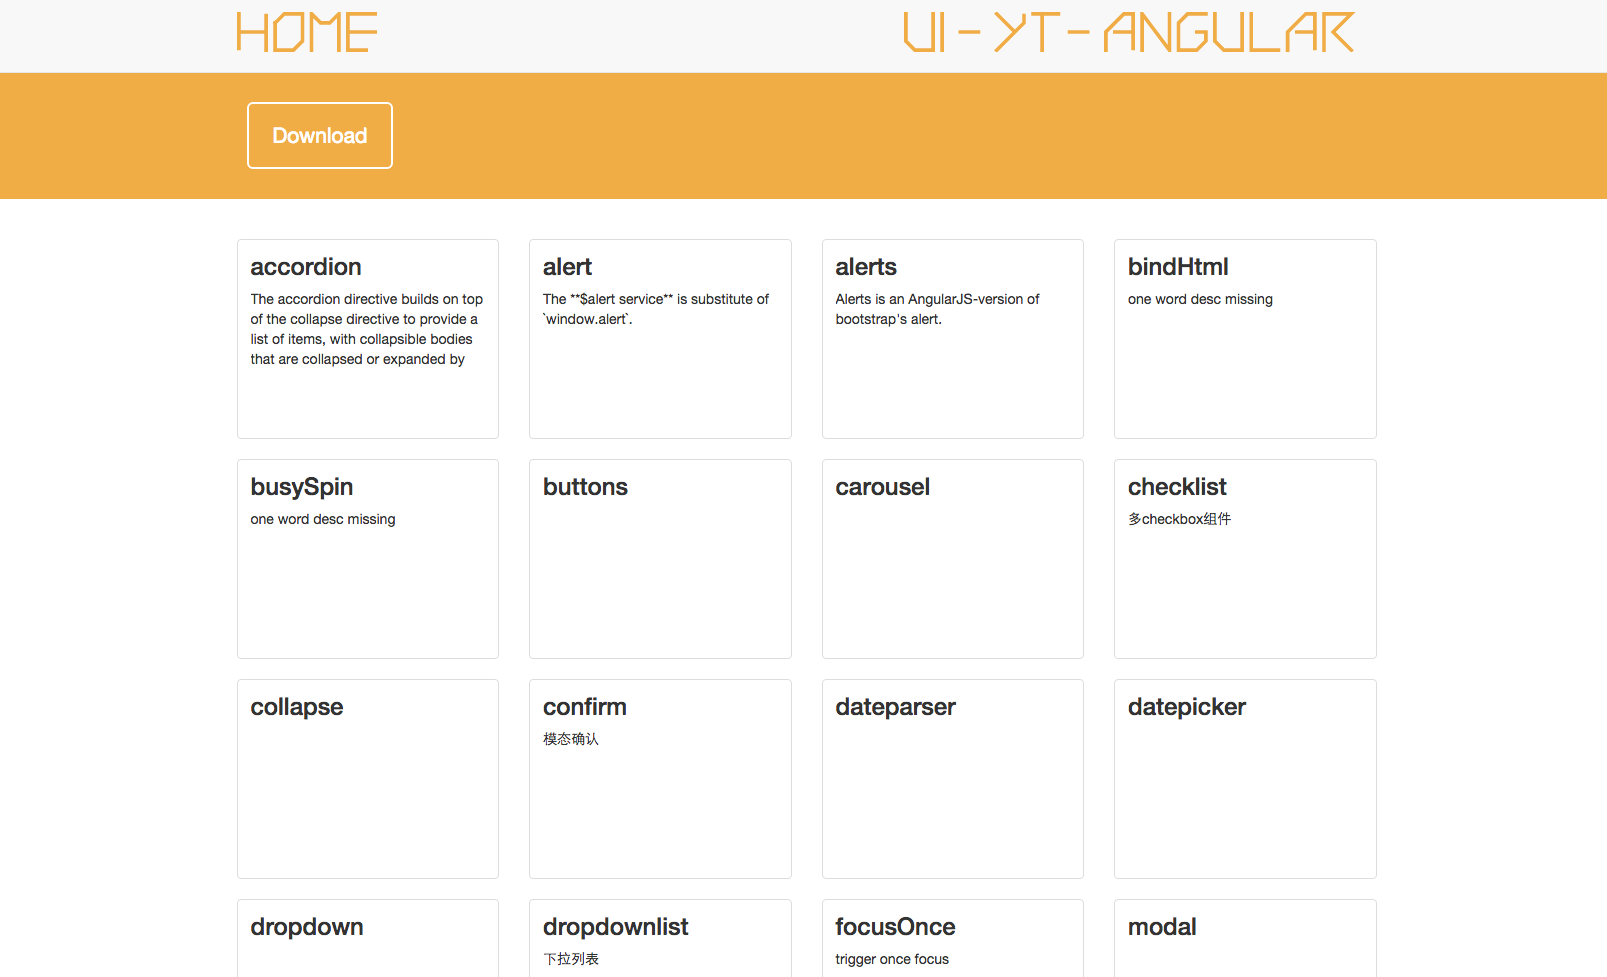 HOME
UI-YT-ANGULAR
Download
accordion
The accordion directive builds on top
of the collapse directive to provide a
list of items, with collapsible bodies
that are collapsed or expanded by
alert
The **$alert service** is substitute of
`window.alert`.
alerts
Alerts is an AngularJS-version of
bootstrap's alert.
bindHtml
one word desc missing
busySpin
one word desc missing
buttons
carousel
checklist
多checkbox组件
collapse
confirm
模态确认
dateparser
datepicker
dropdown
dropdownlist
下拉列表
focusOnce
trigger once focus
modal